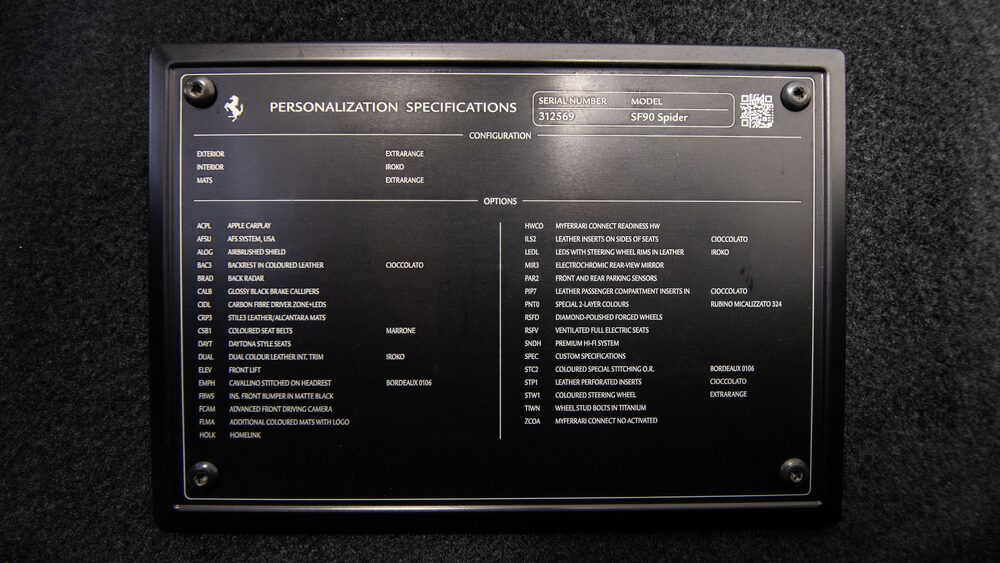 PERSONALIZATION SPECIFICATIONS
SERIAL NUMBER MODEL
312569 SF90 Spider
CONFIGURATION
EXTERIOR EXTRARANGE
INTERIOR IROKO
MATS EXTRARANGE
OPTIONS
ACPL APPLE CARPLAY
AFSU AFS SYSTEM, USA
ALOG AIRBRUSHED SHIELD
BAC3 BACKREST IN COLOURED LEATHER CIOCCOLATO
BRAD BACK RADAR
CALB GLOSSY BLACK BRAKE CALLIPERS
CIDL CARBON FIBRE DRIVER ZONE+LEDS
CRP3 STILE3 LEATHER/ALCANTARA MATS
CSB1 COLOURED SEAT BELTS MARRONE
DAYT DAYTONA STYLE SEATS
DUAL DUAL COLOUR LEATHER INT. TRIM IROKO
ELEV FRONT LIFT
EMPH CAVALLINO STITCHED ON HEADREST BORDEAUX 0106
FBWS INS. FRONT BUMPER IN MATTE BLACK
FCAM ADVANCED FRONT DRIVING CAMERA
FLMA ADDITIONAL COLOURED MATS WITH LOGO
HOLK HOMELINK
HWCO MYFERRARI CONNECT READINESS HW
ILS2 LEATHER INSERTS ON SIDES OF SEATS CIOCCOLATO
LEDL LEDS WITH STEERING WHEEL RIMS IN LEATHER IROKO
MIR3 ELECTROCHROMIC REAR-VIEW MIRROR
PAR2 FRONT AND REAR PARKING SENSORS
PIP7 LEATHER PASSENGER COMPARTMENT INSERTS IN CIOCCOLATO
PNT0 SPECIAL 2-LAYER COLOURS RUBINO MICALIZZATO 324
RSFD DIAMOND-POLISHED FORGED WHEELS
RSFV VENTILATED FULL ELECTRIC SEATS
SNDH PREMIUM HI-FI SYSTEM
SPEC CUSTOM SPECIFICATIONS
STC2 COLOURED SPECIAL STITCHING O.R. BORDEAUX 0106
STP1 LEATHER PERFORATED INSERTS CIOCCOLATO
STW1 COLOURED STEERING WHEEL EXTRARANGE
TIWN WHEEL STUD BOLTS IN TITANIUM
ZCOA MYFERRARI CONNECT NO ACTIVATED